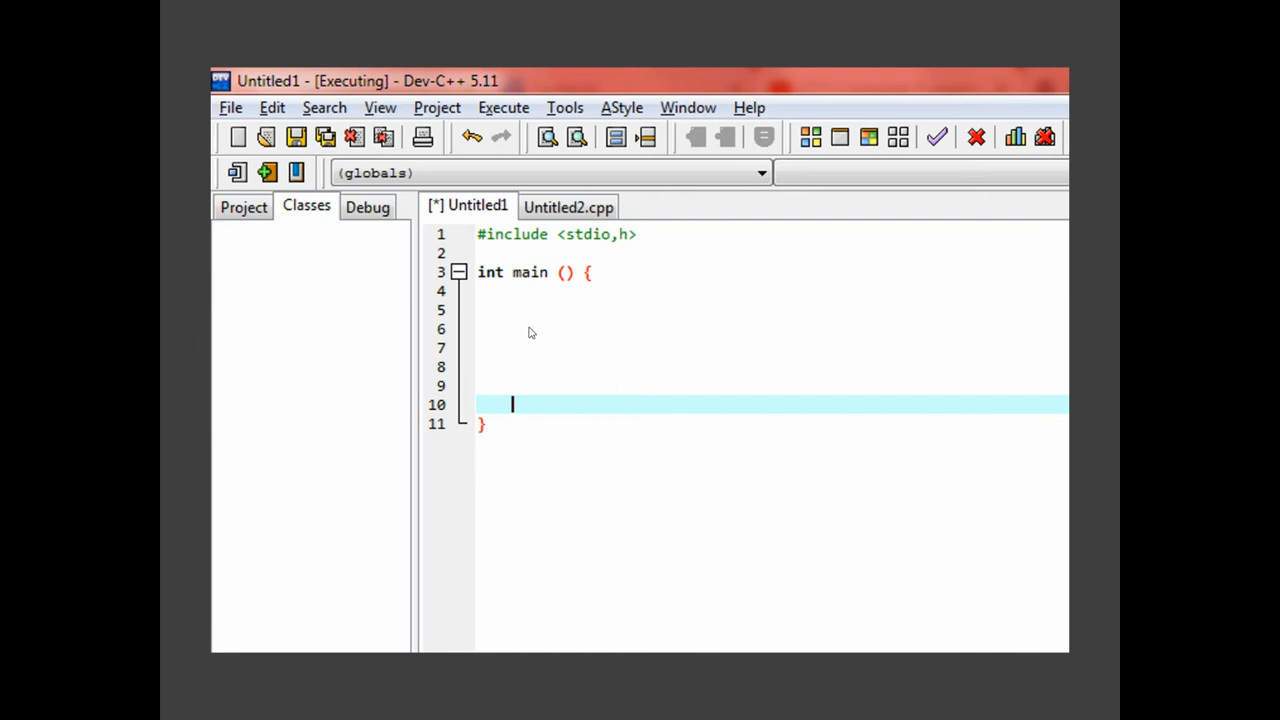 DEV
Untitled1 - [Executing] - Dev-C++ 5.11
File Edit Search View Project Execute Tools AStyle Window Help
(globals)
Project Classes Debug
[*] Untitled1 Untitled2.cpp
1 #include <stdio,h>
2
3 int main () {
4
5
6
7
8
9
10
11 }